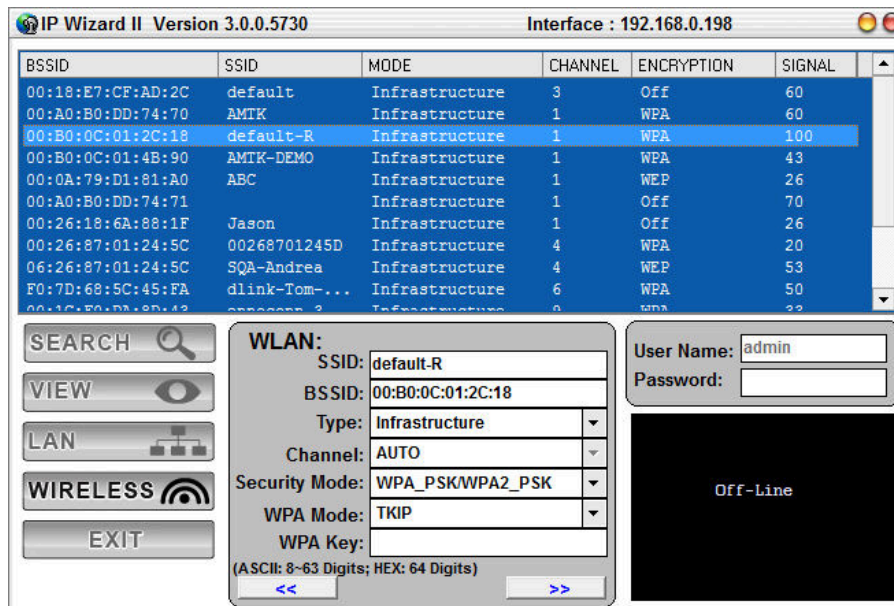 IP Wizard II Version 3.0.0.5730 Interface : 192.168.0.198
BSSID SSID MODE CHANNEL ENCRYPTION SIGNAL
00:18:E7:CF:AD:2C default Infrastructure 3 Off 60
00:A0:B0:DD:74:70 AMTK Infrastructure 1 WPA 60
00:B0:0C:01:2C:18 default-R Infrastructure 1 WPA 100
00:B0:0C:01:4B:90 AMTK-DEMO Infrastructure 1 WPA 43
00:0A:79:D1:81:A0 ABC Infrastructure 1 WEP 26
00:A0:B0:DD:74:71 Infrastructure 1 Off 70
00:26:18:6A:88:1F Jason Infrastructure 1 Off 26
00:26:87:01:24:5C 00268701245D Infrastructure 4 WPA 20
06:26:87:01:24:5C SQA-Andrea Infrastructure 4 WEP 53
F0:7D:68:5C:45:FA dlink-Tom-... Infrastructure 6 WPA 50
Infrastructure 9 WPA
SEARCH
VIEW
LAN
WIRELESS
EXIT
WLAN:
SSID: default-R
BSSID: 00:B0:0C:01:2C:18
Type: Infrastructure
Channel: AUTO
Security Mode: WPA_PSK/WPA2_PSK
WPA Mode: TKIP
WPA Key:
(ASCII: 8~63 Digits; HEX: 64 Digits)
<< >>
User Name: admin
Password:
Off-Line